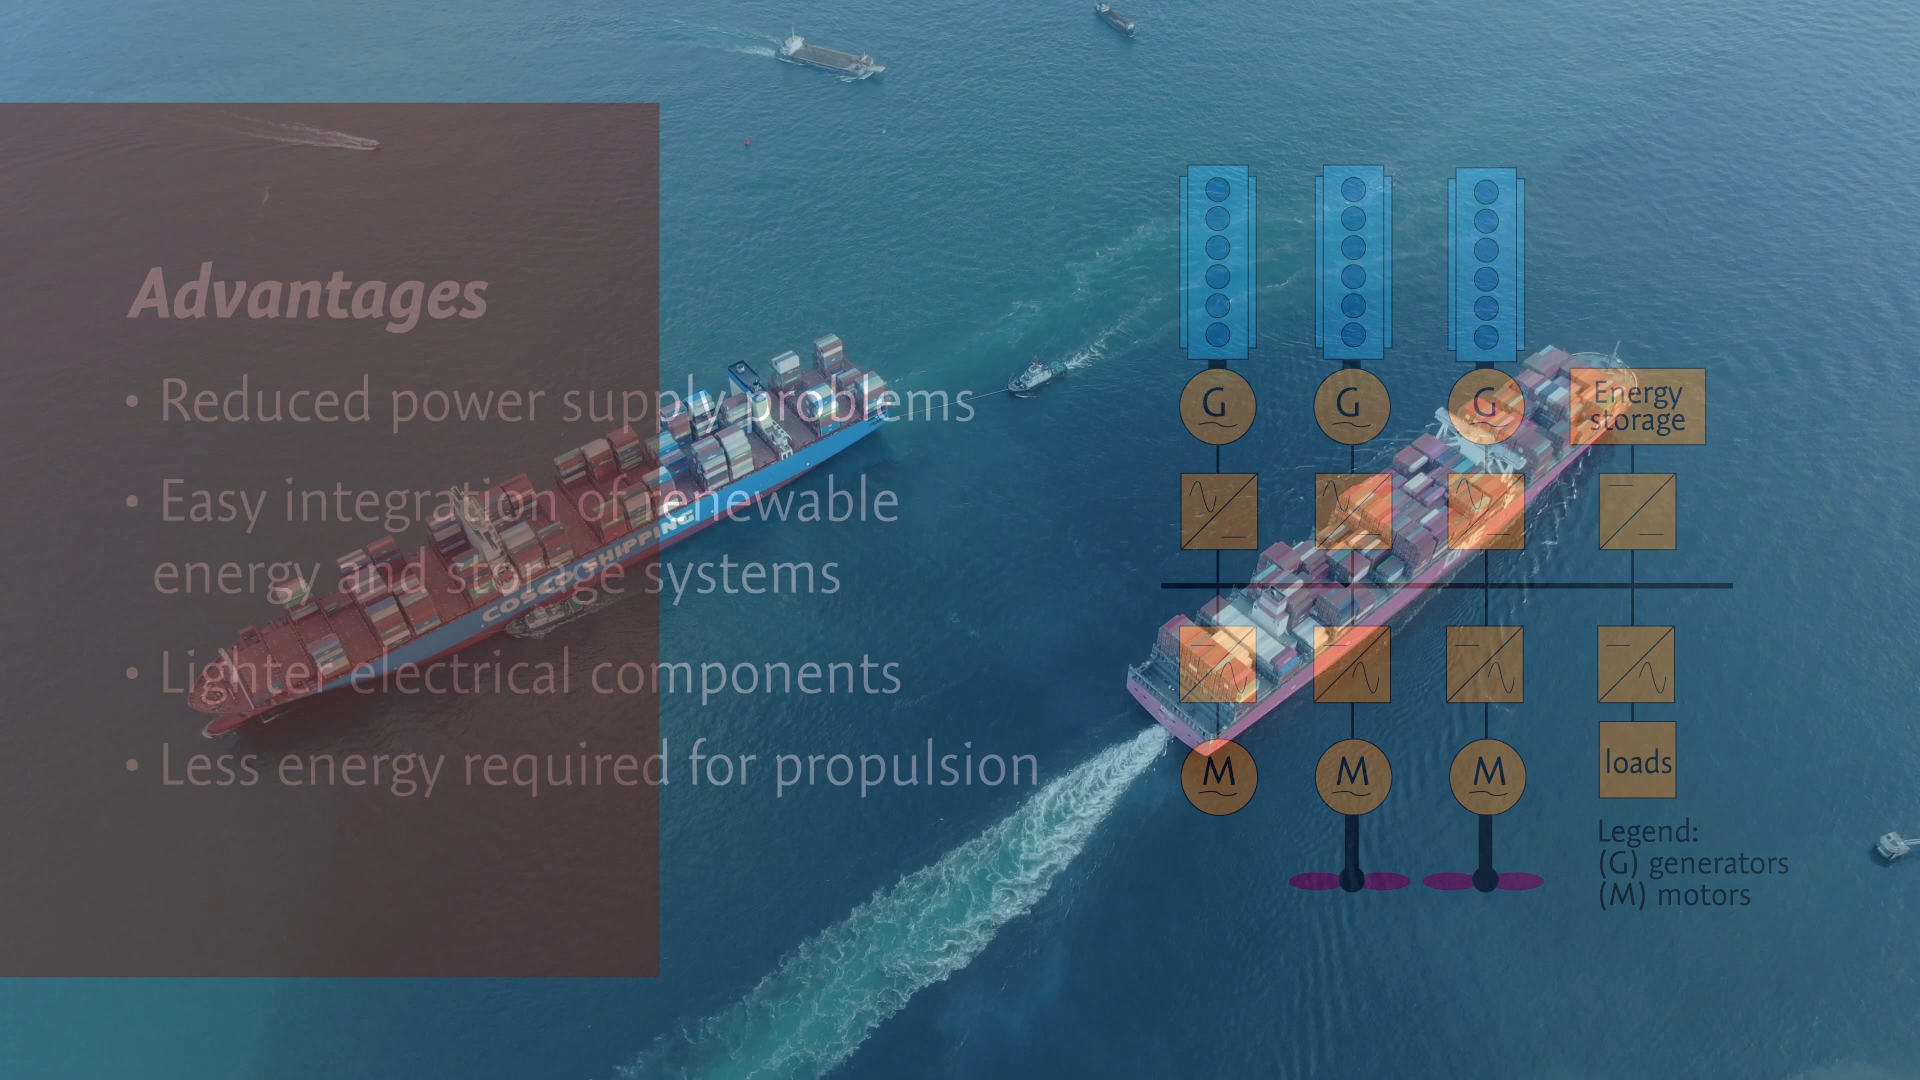 Advantages
• Reduced power supply problems
• Easy integration of renewable
energy and storage systems
• Lighter electrical components
• Less energy required for propulsion
COSCO SHIPPING
G
G
G
Energy
storage
M
M
M
loads
Legend:
(G) generators
(M) motors